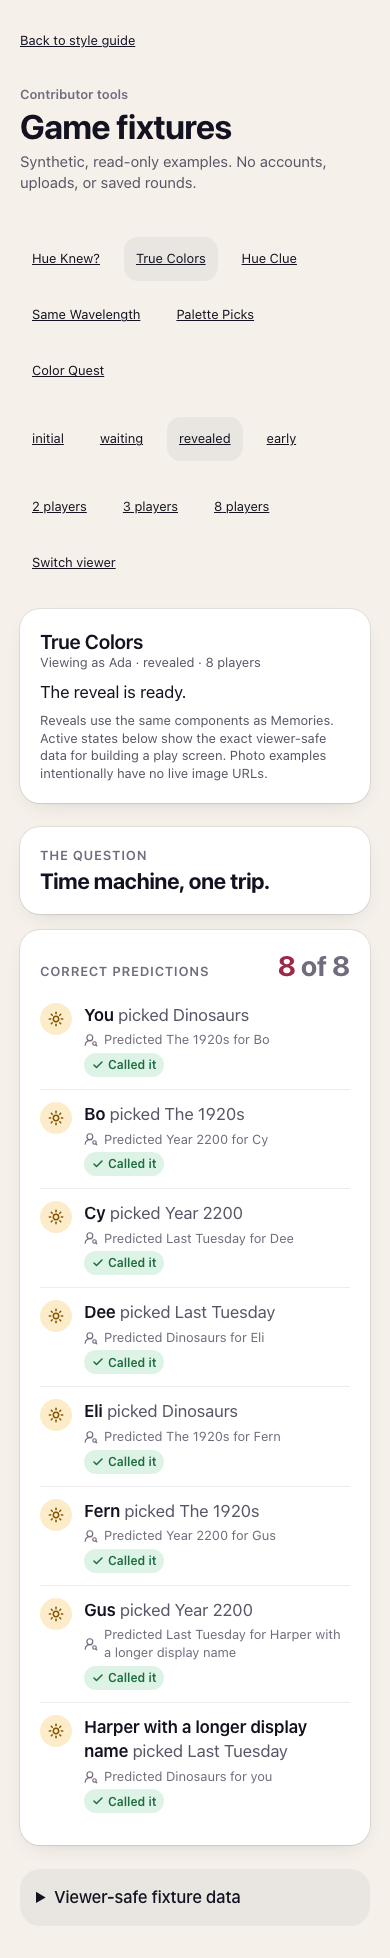 Back to style guide
Contributor tools
Game fixtures
Synthetic, read-only examples. No accounts,
uploads, or saved rounds.
Hue Knew? True Colors Hue Clue
Same Wavelength Palette Picks
Color Quest
initial waiting revealed early
2 players 3 players 8 players
Switch viewer
True Colors
Viewing as Ada · revealed · 8 players
The reveal is ready.
Reveals use the same components as Memories.
Active states below show the exact viewer-safe
data for building a play screen. Photo examples
intentionally have no live image URLs.
THE QUESTION
Time machine, one trip.
CORRECT PREDICTIONS 8 of 8
You picked Dinosaurs
Predicted The 1920s for Bo
Called it
Bo picked The 1920s
Predicted Year 2200 for Cy
Called it
Cy picked Year 2200
Predicted Last Tuesday for Dee
Called it
Dee picked Last Tuesday
Predicted Dinosaurs for Eli
Called it
Eli picked Dinosaurs
Predicted The 1920s for Fern
Called it
Fern picked The 1920s
Predicted Year 2200 for Gus
Called it
Gus picked Year 2200
Predicted Last Tuesday for Harper with
a longer display name
Called it
Harper with a longer display
name picked Last Tuesday
Predicted Dinosaurs for you
Called it
Viewer-safe fixture data